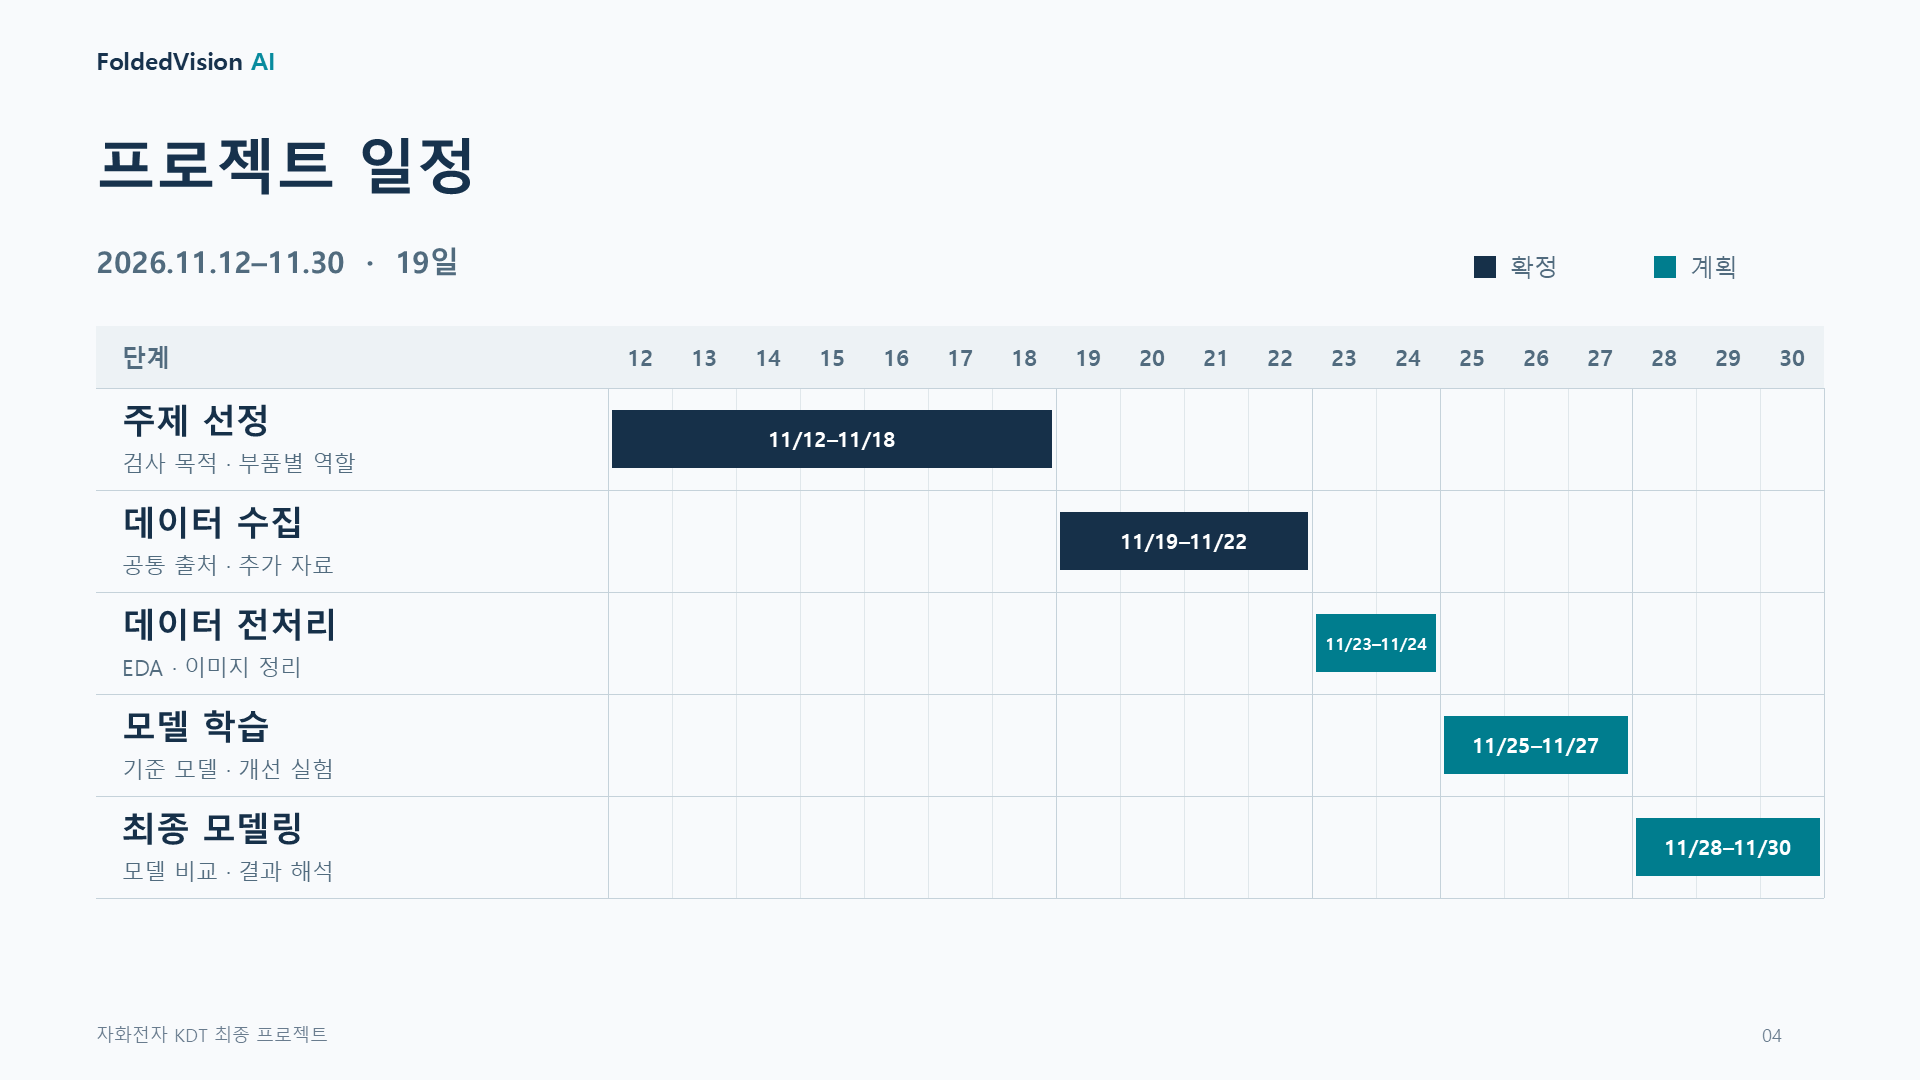 FoldedVision AI
프로젝트 일정
2026.11.12–11.30 · 19일
확정 계획
단계 12 13 14 15 16 17 18 19 20 21 22 23 24 25 26 27 28 29 30
주제 선정
11/12–11/18
검사 목적 · 부품별 역할
데이터 수집
11/19–11/22
공통 출처 · 추가 자료
데이터 전처리
11/23–11/24
EDA · 이미지 정리
모델 학습
11/25–11/27
기준 모델 · 개선 실험
최종 모델링
11/28–11/30
모델 비교 · 결과 해석
자화전자 KDT 최종 프로젝트
04